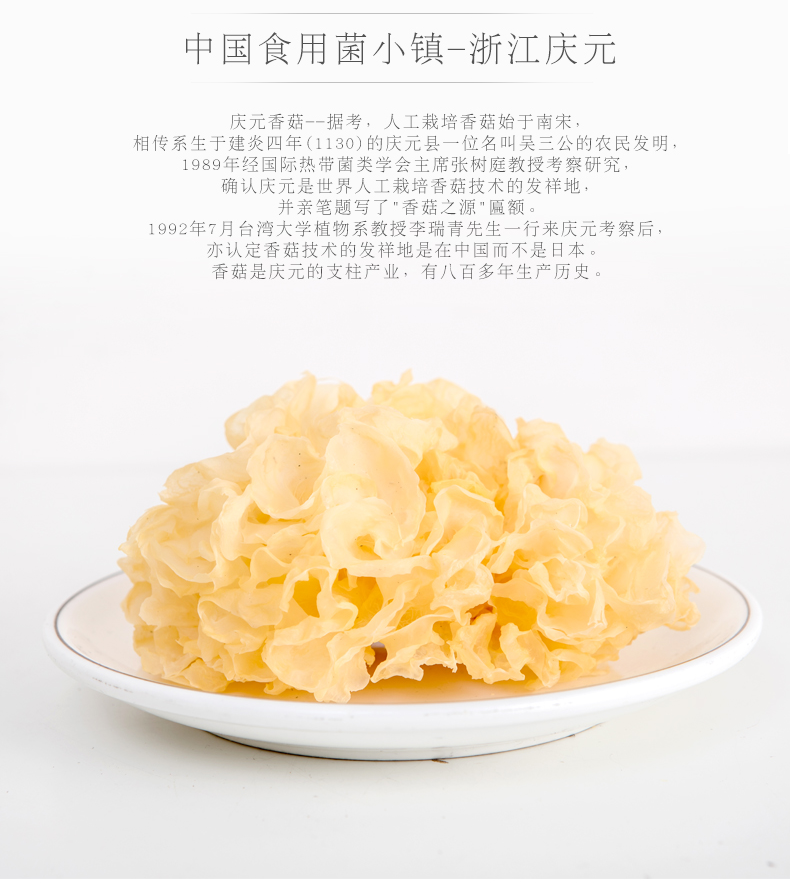 中国食用菌小镇—浙江庆元
庆元香菇——据考，人工栽培香菇始于南宋，
相传系生于建炎四年(1130)的庆元县一位名叫吴三公的农民发明，
1989年经国际热带菌类学会主席张树庭教授考察研究，
确认庆元是世界人工栽培香菇技术的发祥地，
并亲笔题写了"香菇之源"匾额。
1992年7月台湾大学植物系教授李瑞青先生一行来庆元考察后，
亦认定香菇技术的发祥地是在中国而不是日本。
香菇是庆元的支柱产业，有八百多年生产历史。